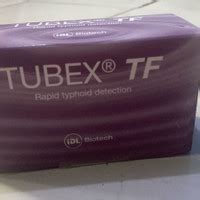 TUBEX® TF
Rapid typhoid detection
IDL Biotech